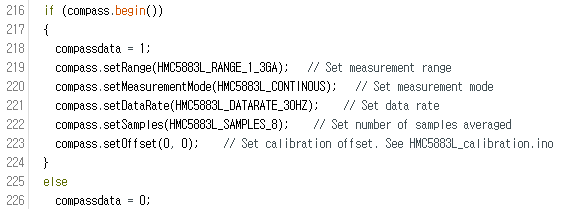 216 if (compass.begin())
217 {
218 compassdata = 1;
219 compass.setRange(HMC5883L_RANGE_1_3GA); // Set measurement range
220 compass.setMeasurementMode(HMC5883L_CONTINOUS); // Set measurement mode
221 compass.setDataRate(HMC5883L_DATARATE_30HZ); // Set data rate
222 compass.setSamples(HMC5883L_SAMPLES_8); // Set number of samples averaged
223 compass.setOffset(0, 0); // Set calibration offset. See HMC5883L_calibration.ino
224 }
225 else
226 compassdata = 0;